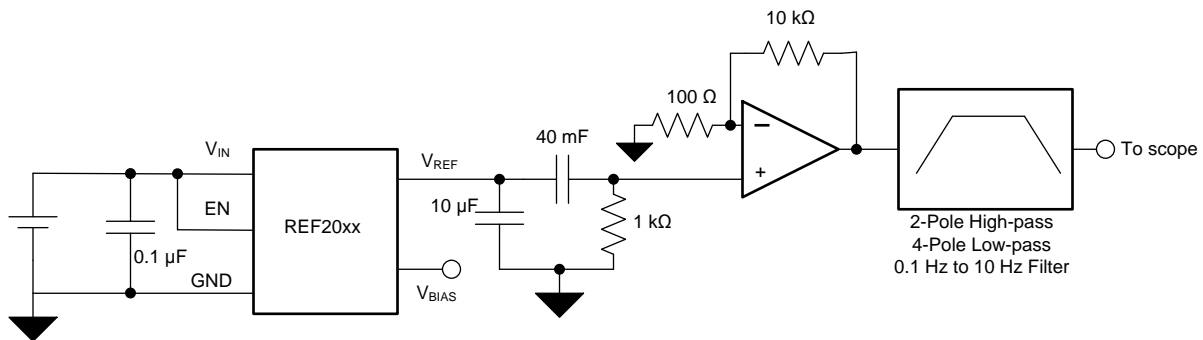 10 kΩ
100 Ω
40 mF
−
+
To scope
V_IN
V_REF
EN
REF20xx
10 µF
1 kΩ
0.1 µF
GND
V_BIAS
2-Pole High-pass
4-Pole Low-pass
0.1 Hz to 10 Hz Filter